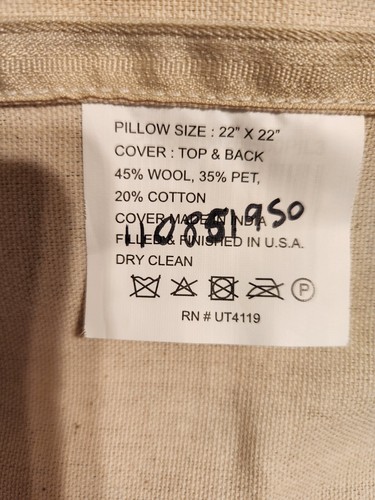 PILLOW SIZE : 22" X 22"
COVER : TOP & BACK
45% WOOL, 35% PET,
20% COTTON
COVER MADE IN INDIA
110851950
FILLED & FINISHED IN U.S.A.
DRY CLEAN
P
RN # UT4119